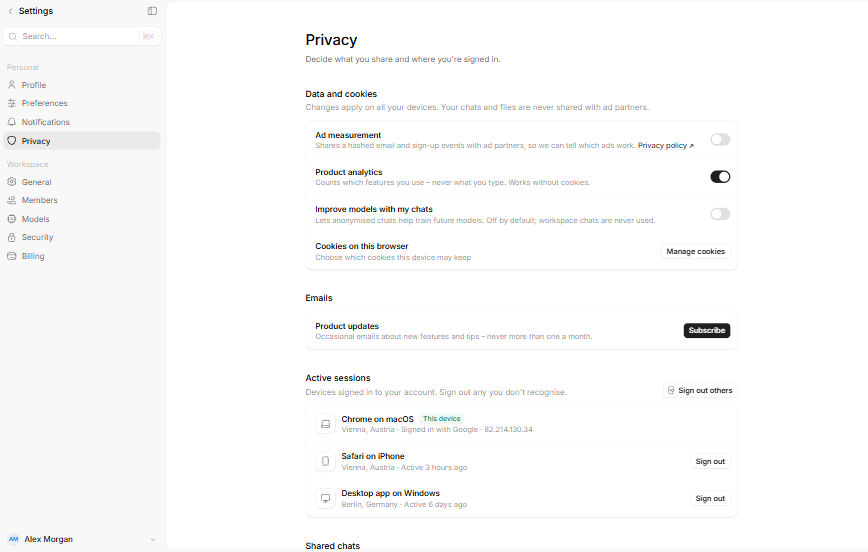 Settings
Search...
⌘K
Personal
Profile
Preferences
Notifications
Privacy
Workspace
General
Members
Models
Security
Billing
AM
Alex Morgan
Privacy
Decide what you share and where you're signed in.
Data and cookies
Changes apply on all your devices. Your chats and files are never shared with ad partners.
Ad measurement
Shares a hashed email and sign-up events with ad partners, so we can tell which ads work. Privacy policy ↗
Product analytics
Counts which features you use – never what you type. Works without cookies.
Improve models with my chats
Lets anonymised chats help train future models. Off by default; workspace chats are never used.
Cookies on this browser
Choose which cookies this device may keep
Manage cookies
Emails
Product updates
Occasional emails about new features and tips – never more than one a month.
Subscribe
Active sessions
Devices signed in to your account. Sign out any you don't recognise.
Sign out others
Chrome on macOS This device
Vienna, Austria · Signed in with Google · 82.214.130.34
Safari on iPhone
Vienna, Austria · Active 3 hours ago
Sign out
Desktop app on Windows
Berlin, Germany · Active 6 days ago
Sign out
Shared chats